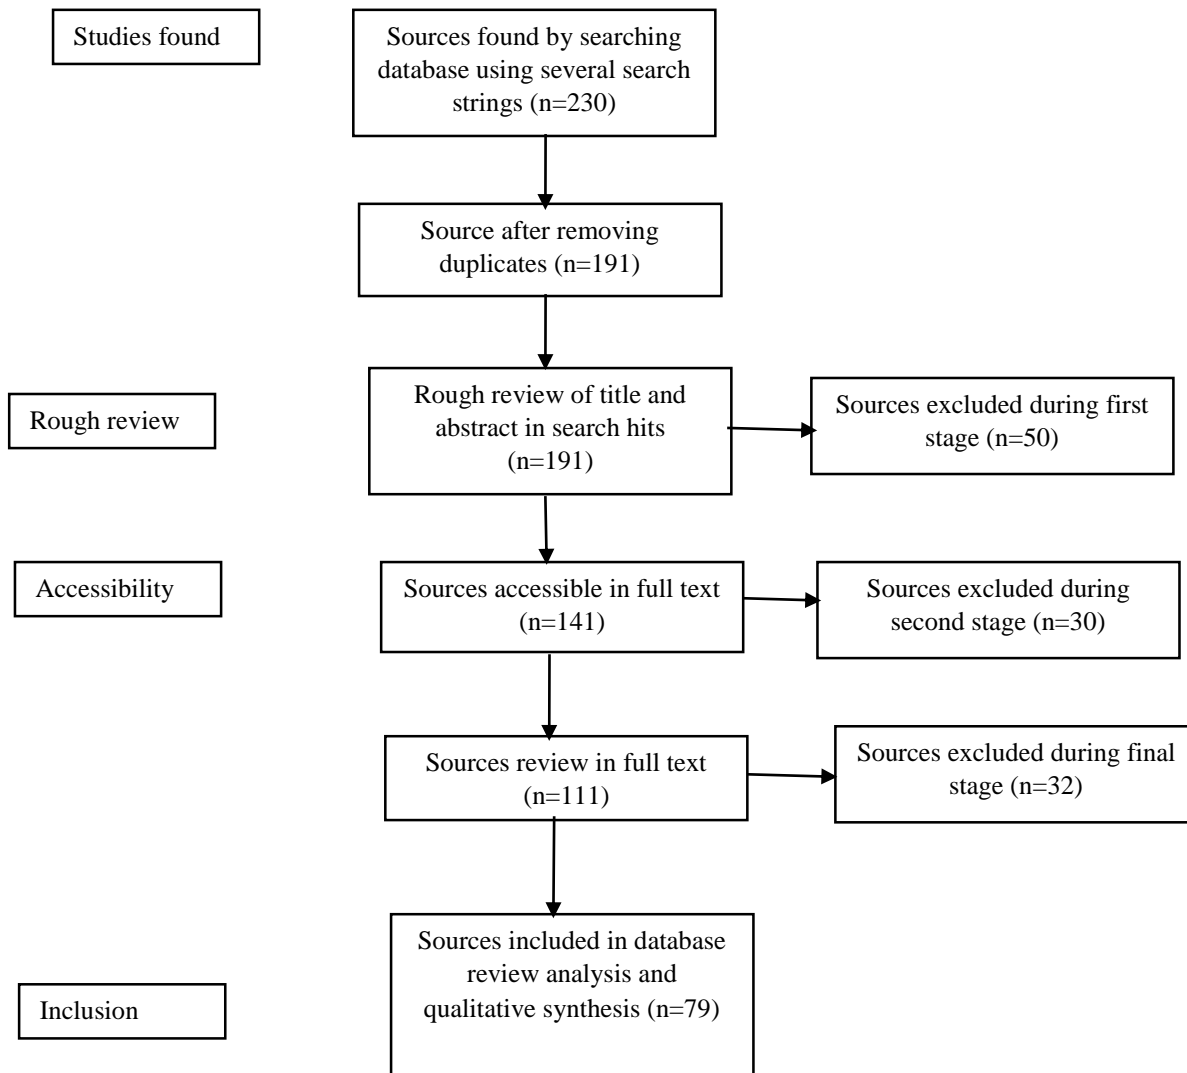 Studies found
Sources found by searching
database using several search
strings (n=230)
Source after removing
duplicates (n=191)
Rough review
Rough review of title and
abstract in search hits
(n=191)
Sources excluded during first
stage (n=50)
Accessibility
Sources accessible in full text
(n=141)
Sources excluded during
second stage (n=30)
Sources review in full text
(n=111)
Sources excluded during final
stage (n=32)
Inclusion
Sources included in database
review analysis and
qualitative synthesis (n=79)